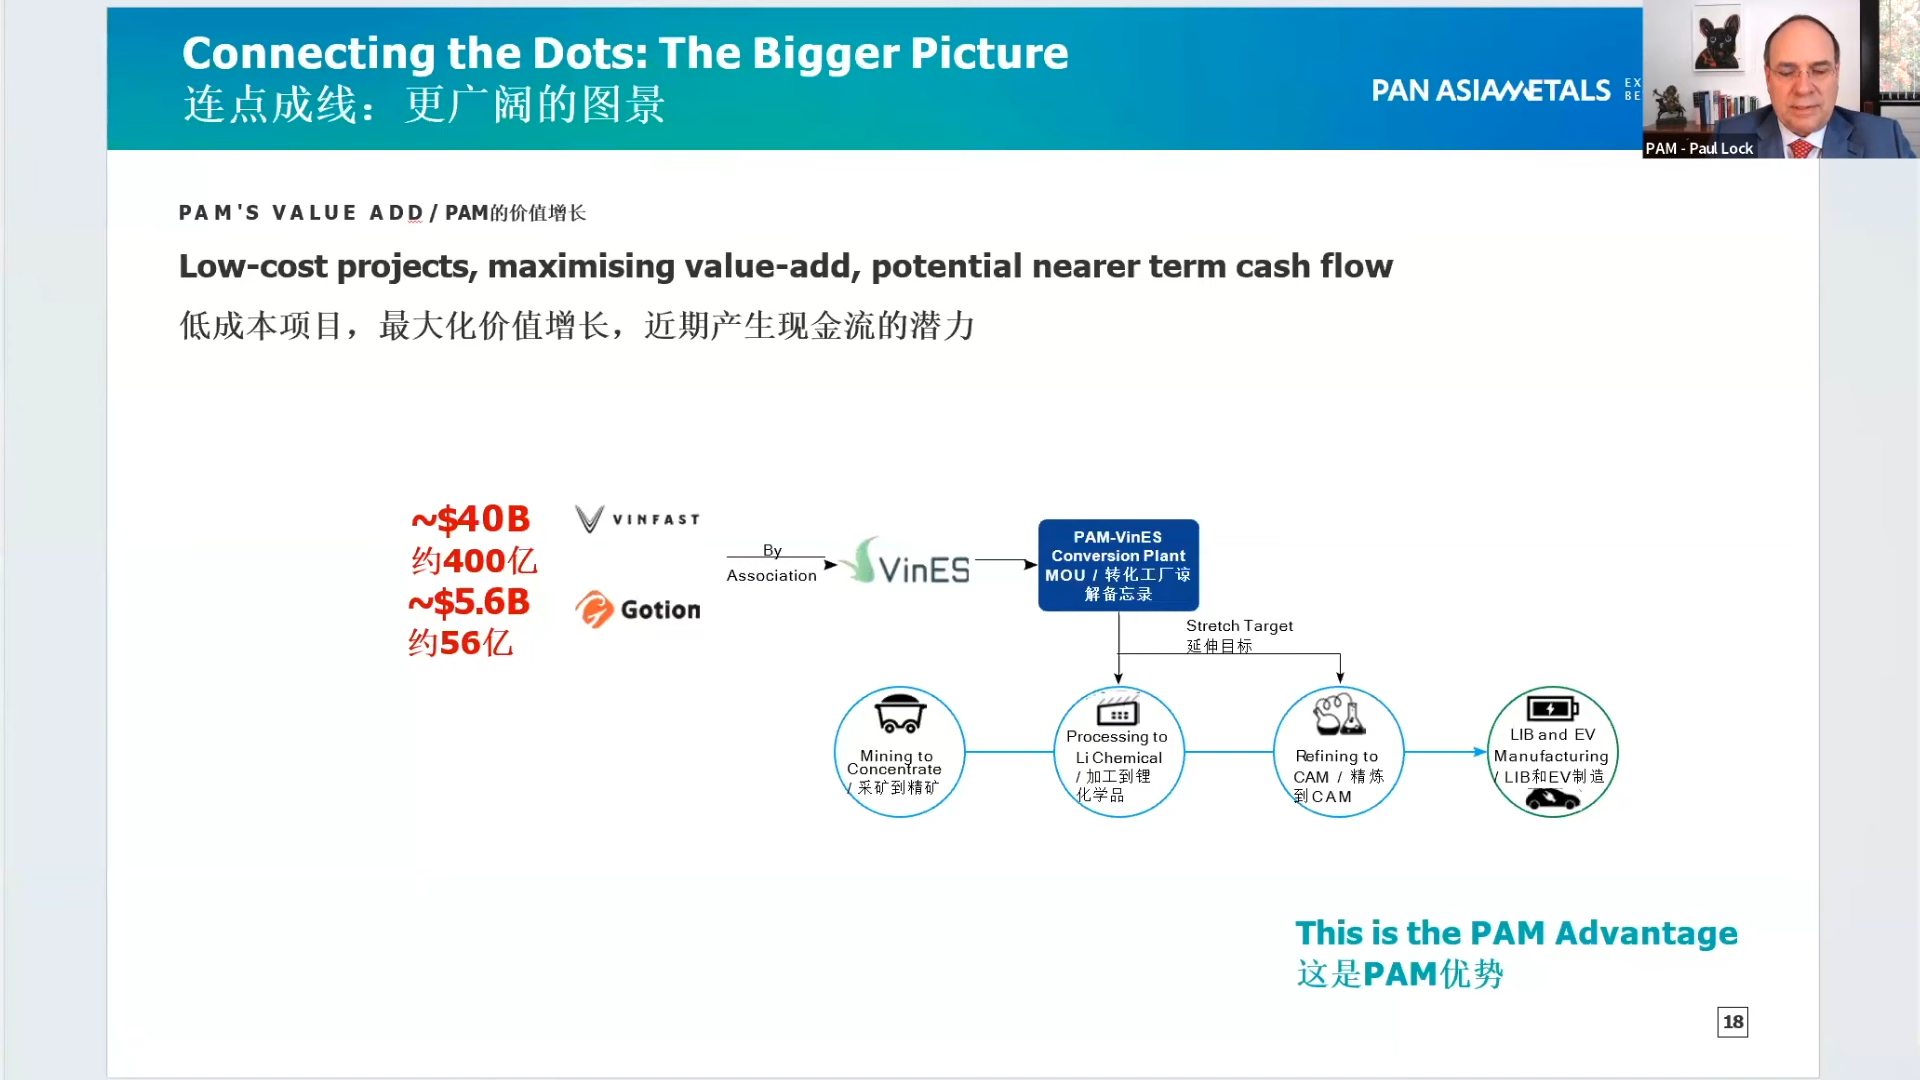 Connecting the Dots: The Bigger Picture
连点成线：更广阔的图景
PAN ASIA METALS
EX
BE
PAM - Paul Lock
PAM'S VALUE ADD / PAM的价值增长
Low-cost projects, maximising value-add, potential nearer term cash flow
低成本项目，最大化价值增长，近期产生现金流的潜力
~$40B
约400亿
~$5.6B
约56亿
VINFAST
Gotion
By
Association
VinES
PAM-VinES
Conversion Plant
MOU / 转化工厂谅
解备忘录
Stretch Target
延伸目标
Mining to
Concentrate
/ 采矿到精矿
Processing to
Li Chemical
/ 加工到锂
化学品
Refining to
CAM / 精炼
到CAM
LIB and EV
Manufacturing
/ LIB和EV制造
This is the PAM Advantage
这是PAM优势
18